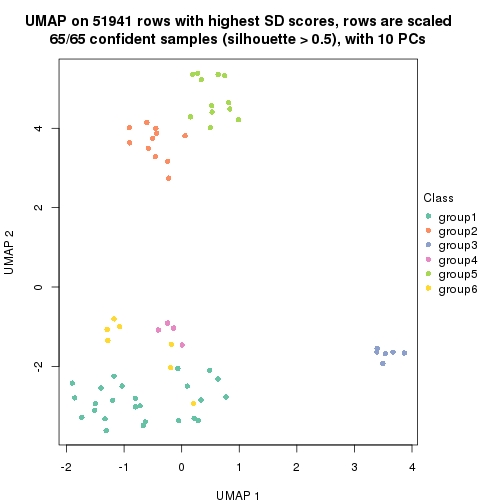 UMAP on 51941 rows with highest SD scores, rows are scaled
65/65 confident samples (silhouette > 0.5), with 10 PCs
UMAP 2
4
2
0
-2
-2
-1
0
1
2
3
4
UMAP 1
Class
group1
group2
group3
group4
group5
group6